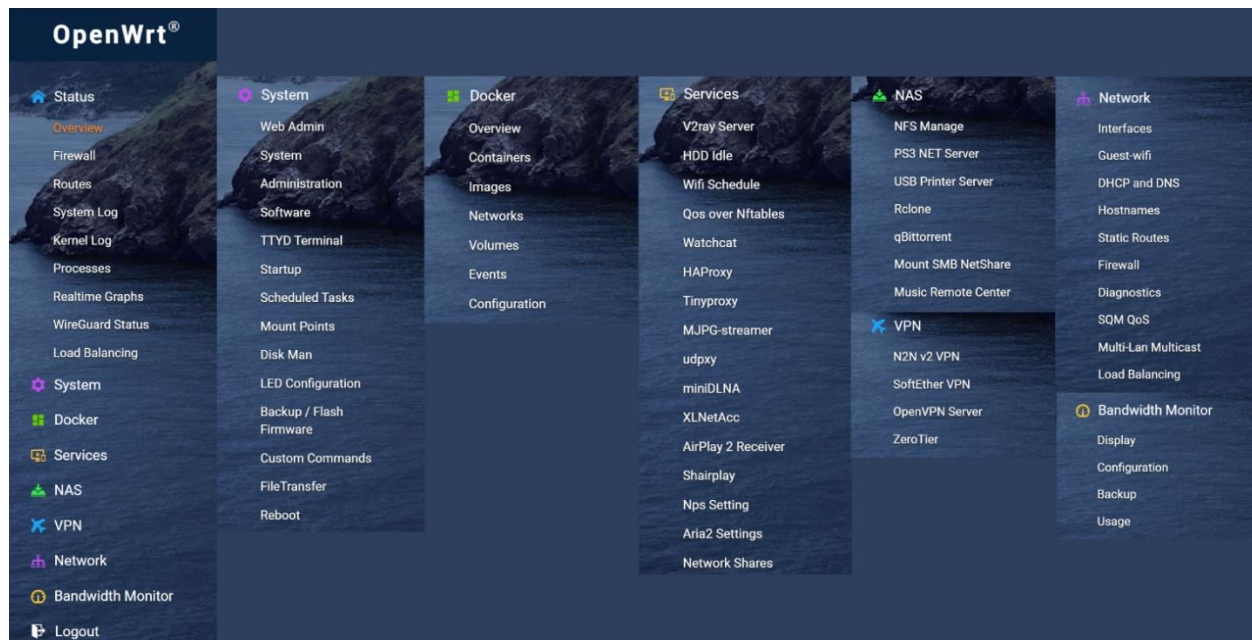 OpenWrt®
Status
Overview
Firewall
Routes
System Log
Kernel Log
Processes
Realtime Graphs
WireGuard Status
Load Balancing
System
Docker
Services
NAS
VPN
Network
Bandwidth Monitor
Logout
System
Web Admin
System
Administration
Software
TTYD Terminal
Startup
Scheduled Tasks
Mount Points
Disk Man
LED Configuration
Backup / Flash
Firmware
Custom Commands
FileTransfer
Reboot
Docker
Overview
Containers
Images
Networks
Volumes
Events
Configuration
Services
V2ray Server
HDD Idle
Wifi Schedule
Qos over Nftables
Watchcat
HAProxy
Tinyproxy
MJPG-streamer
udpxy
miniDLNA
XLNetAcc
AirPlay 2 Receiver
Shairplay
Nps Setting
Aria2 Settings
Network Shares
NAS
NFS Manage
PS3 NET Server
USB Printer Server
Rclone
qBittorrent
Mount SMB NetShare
Music Remote Center
VPN
N2N v2 VPN
SoftEther VPN
OpenVPN Server
ZeroTier
Network
Interfaces
Guest-wifi
DHCP and DNS
Hostnames
Static Routes
Firewall
Diagnostics
SQM QoS
Multi-Lan Multicast
Load Balancing
Bandwidth Monitor
Display
Configuration
Backup
Usage